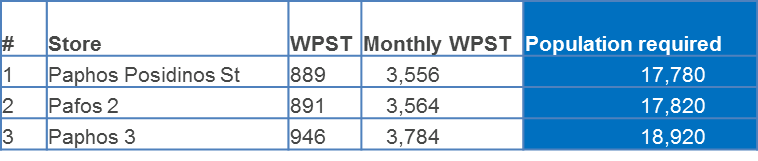 # Store WPST Monthly WPST Population required
1 Paphos Posidinos St 889 3,556 17,780
2 Pafos 2 891 3,564 17,820
3 Paphos 3 946 3,784 18,920